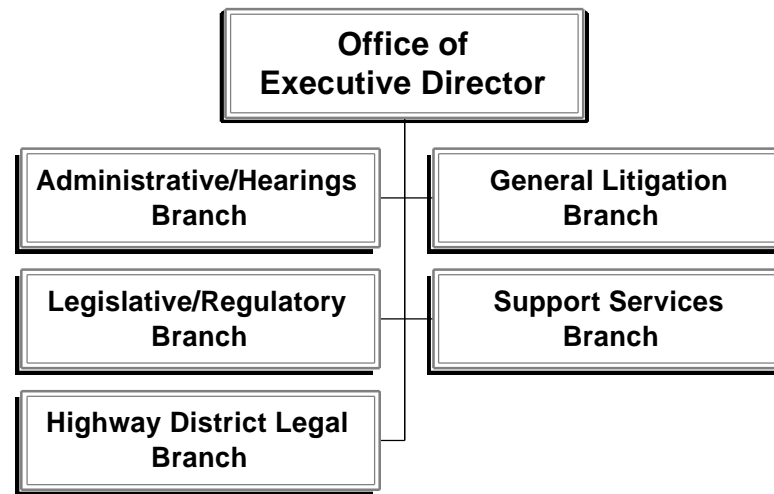 Office of
Executive Director
Administrative/Hearings
Branch
General Litigation
Branch
Legislative/Regulatory
Branch
Support Services
Branch
Highway District Legal
Branch